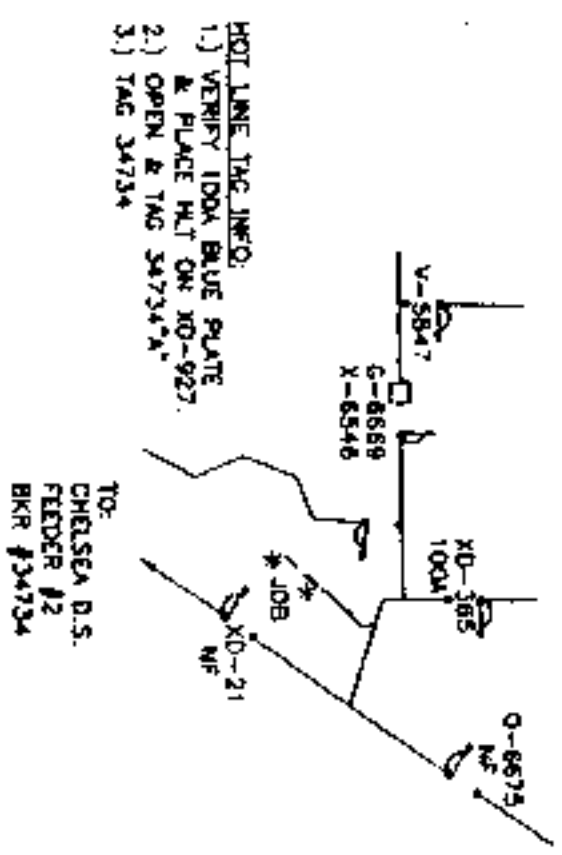 HOT LINE TAG INFO:
1.) VERIFY 100A BLUE PLATE
& PLACE HLT ON XD-927.
2.) OPEN & TAG 34734"A"
3.) TAG 34734
V-5847
G-6669
X-6546
XD-365
100A
JOB
XD-21
NF
O-6675
NF
TO:
CHELSEA D.S.
FEEDER #2
BKR #34734